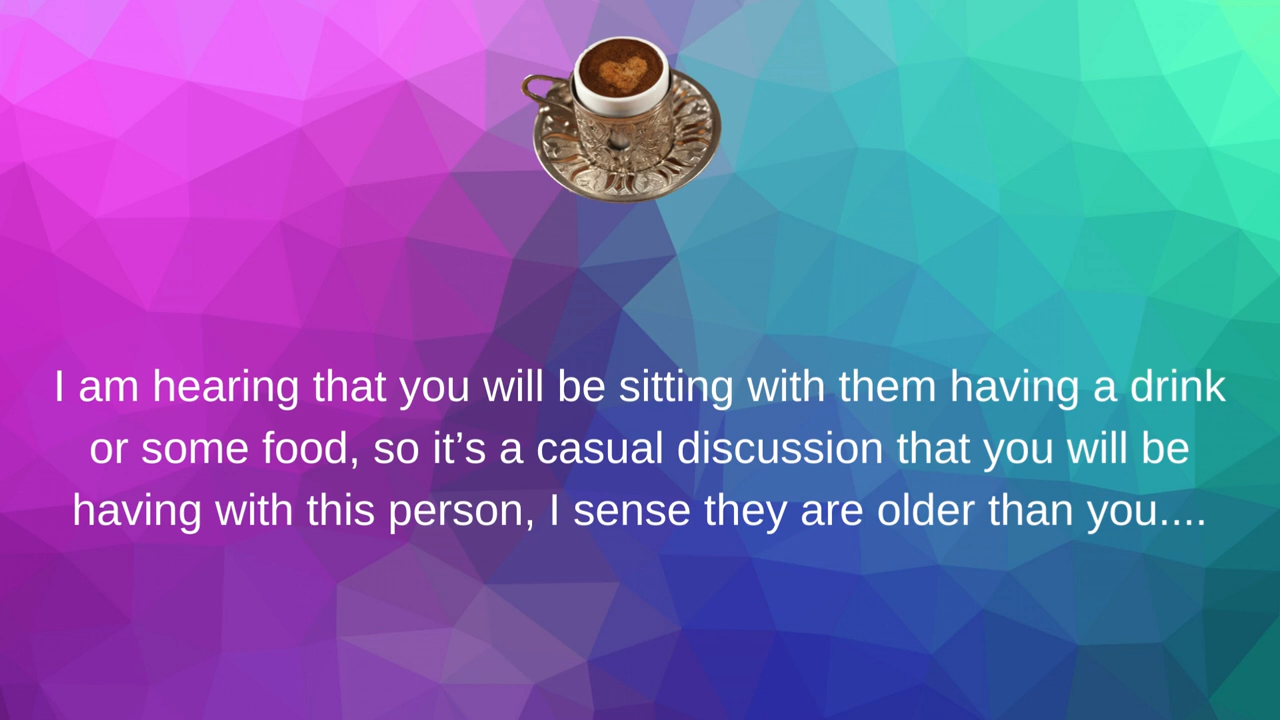 I am hearing that you will be sitting with them having a drink
or some food, so it’s a casual discussion that you will be
having with this person, I sense they are older than you....